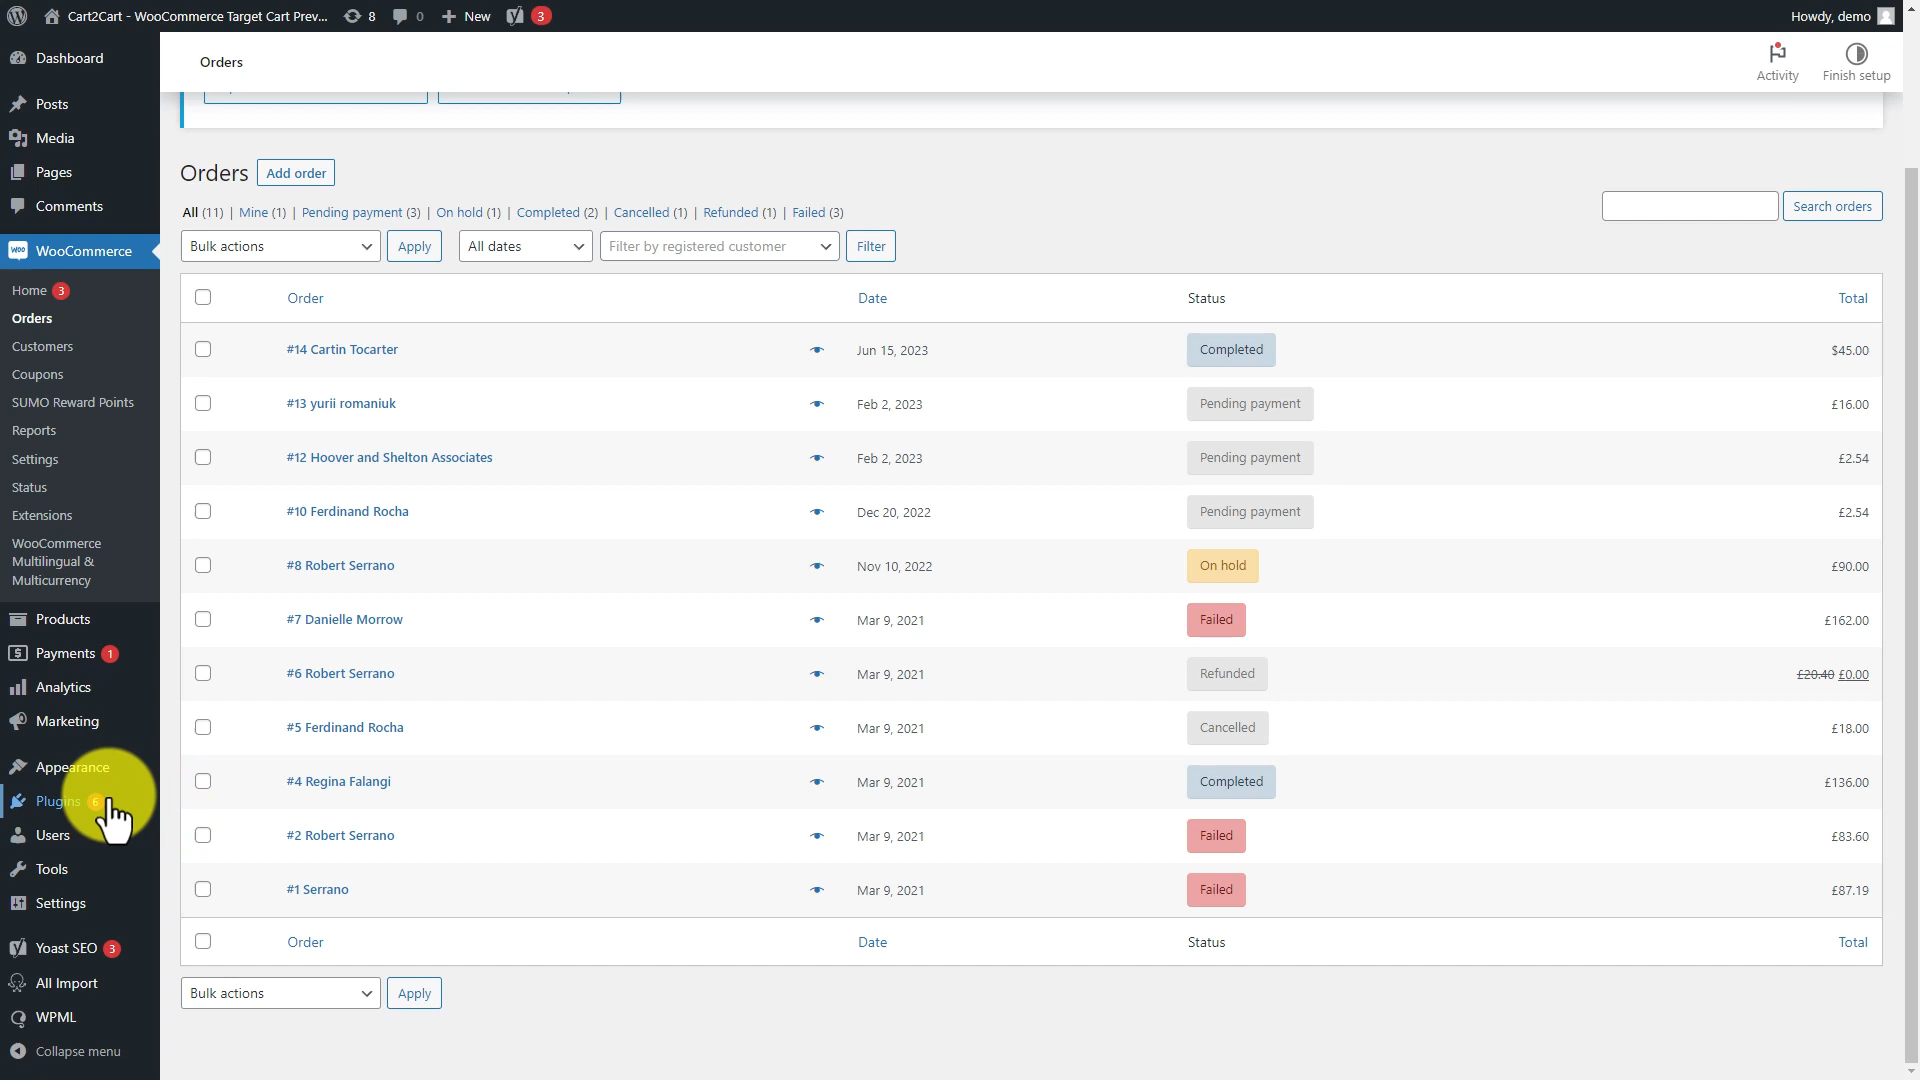 Cart2Cart - WooCommerce Target Cart Prev... 8 0 New 3 Howdy, demo
Dashboard
Posts
Media
Pages
Comments
WooCommerce
Home 3
Orders
Customers
Coupons
SUMO Reward Points
Reports
Settings
Status
Extensions
WooCommerce
Multilingual &
Multicurrency
Products
Payments 1
Analytics
Marketing
Appearance
Plugins 6
Users
Tools
Settings
Yoast SEO 3
All Import
WPML
Collapse menu
Orders
Activity
Finish setup
Orders Add order
All (11) | Mine (1) | Pending payment (3) | On hold (1) | Completed (2) | Cancelled (1) | Refunded (1) | Failed (3)
Search orders
Bulk actions Apply All dates Filter by registered customer Filter
Order Date Status Total
#14 Cartin Tocarter Jun 15, 2023 Completed $45.00
#13 yurii romaniuk Feb 2, 2023 Pending payment £16.00
#12 Hoover and Shelton Associates Feb 2, 2023 Pending payment £2.54
#10 Ferdinand Rocha Dec 20, 2022 Pending payment £2.54
#8 Robert Serrano Nov 10, 2022 On hold £90.00
#7 Danielle Morrow Mar 9, 2021 Failed £162.00
#6 Robert Serrano Mar 9, 2021 Refunded £20.40 £0.00
#5 Ferdinand Rocha Mar 9, 2021 Cancelled £18.00
#4 Regina Falangi Mar 9, 2021 Completed £136.00
#2 Robert Serrano Mar 9, 2021 Failed £83.60
#1 Serrano Mar 9, 2021 Failed £87.19
Order Date Status Total
Bulk actions Apply